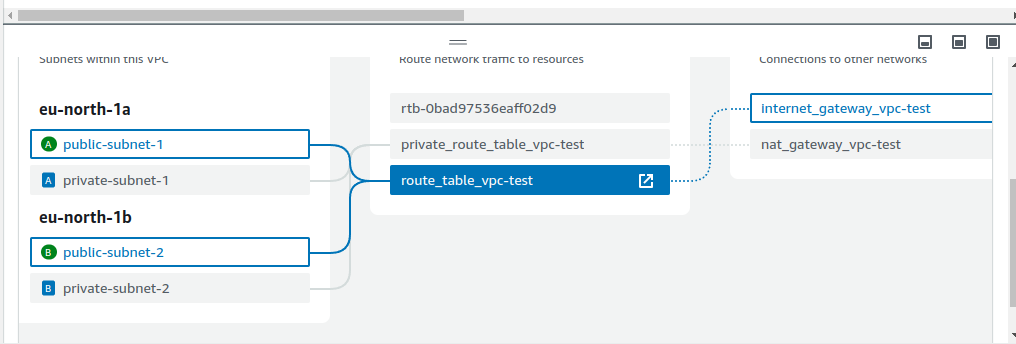 Subnets within this VPC
eu-north-1a
A public-subnet-1
A private-subnet-1
eu-north-1b
B public-subnet-2
B private-subnet-2
Route network traffic to resources
rtb-0bad97536eaff02d9
private_route_table_vpc-test
route_table_vpc-test
Connections to other networks
internet_gateway_vpc-test
nat_gateway_vpc-test